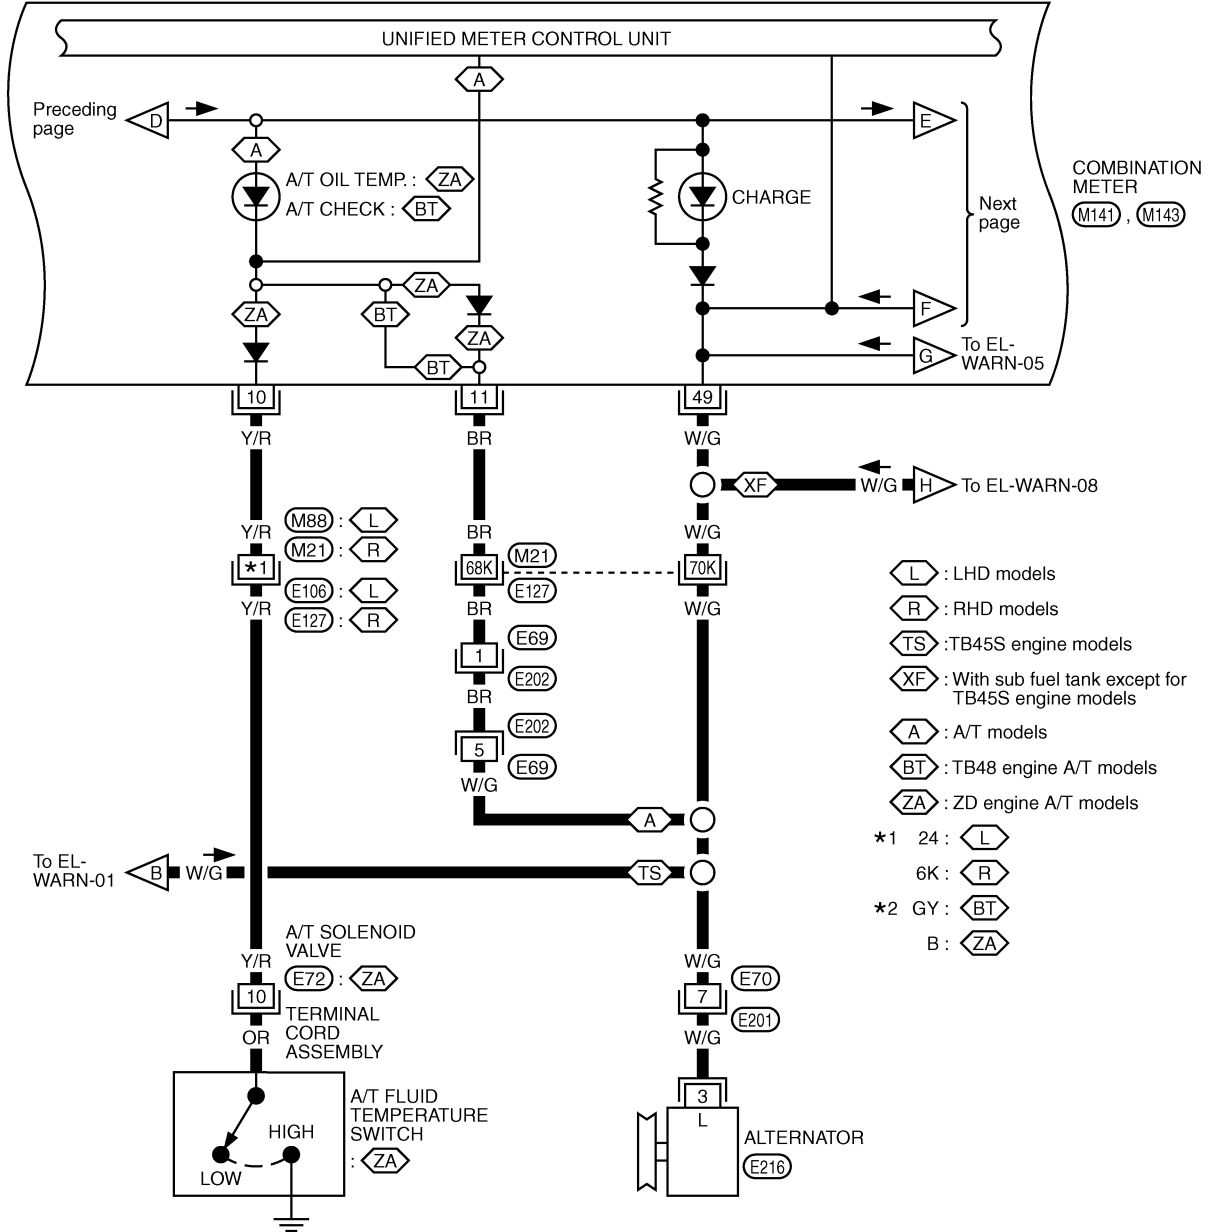 UNIFIED METER CONTROL UNIT
A
Preceding
page
D
E
A
A/T OIL TEMP. : ZA
A/T CHECK : BT
CHARGE
Next
page
COMBINATION
METER
M141 , M143
ZA
ZA
BT
F
ZA
BT
G
To EL-
WARN-05
10
11
49
Y/R
BR
W/G
XF
W/G
H
To EL-WARN-08
Y/R
M88 : L
M21 : R
BR
W/G
*1
E106 : L
E127 : R
68K
M21
E127
70K
Y/R
BR
W/G
E69
1
E202
BR
E202
5
E69
W/G
A
L : LHD models
R : RHD models
TS :TB45S engine models
XF : With sub fuel tank except for
TB45S engine models
A : A/T models
BT : TB48 engine A/T models
ZA : ZD engine A/T models
*1 24 : L
6K : R
*2 GY : BT
B : ZA
To EL-
WARN-01
B
W/G
TS
A/T SOLENOID
VALVE
E72 : ZA
Y/R
10
TERMINAL
CORD
ASSEMBLY
OR
W/G
E70
7
E201
W/G
3
L
A/T FLUID
TEMPERATURE
SWITCH
: ZA
HIGH
LOW
ALTERNATOR
E216